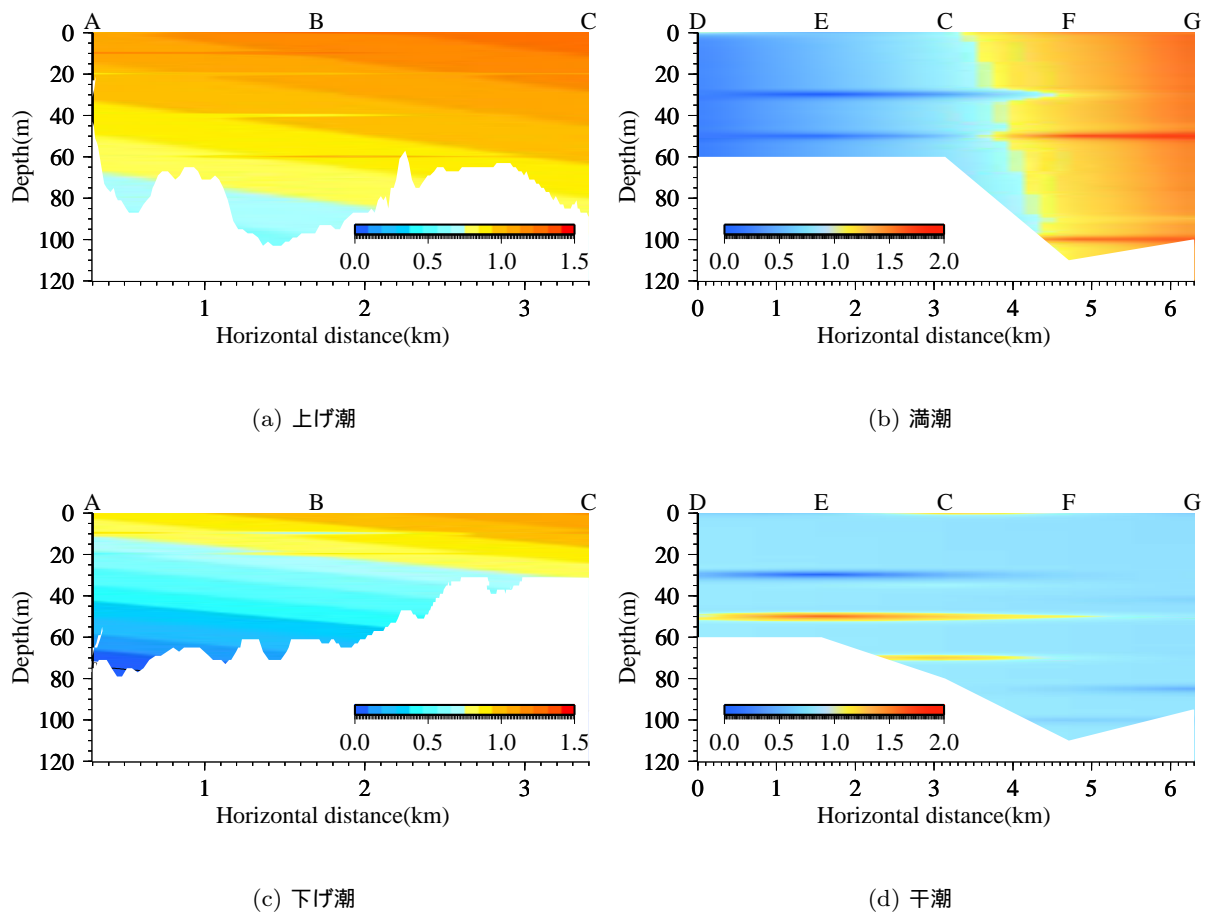 A B C
0
20
40
60
80
100
120
Depth(m)
0.0 0.5 1.0 1.5
1 2 3
Horizontal distance(km)
(a) 上げ潮
D E C F G
0
20
40
60
80
100
120
Depth(m)
0.0 0.5 1.0 2.0
0 1 2 3 4 5 6
Horizontal distance(km)
(b) 満潮
A B C
0
20
40
60
80
100
120
Depth(m)
0.0 0.5 1.0 1.5
1 2 3
Horizontal distance(km)
(c) 下げ潮
D E C F G
0
20
40
60
80
100
120
Depth(m)
0.0 0.5 1.0 2.0
0 1 2 3 4 5 6
Horizontal distance(km)
(d) 干潮